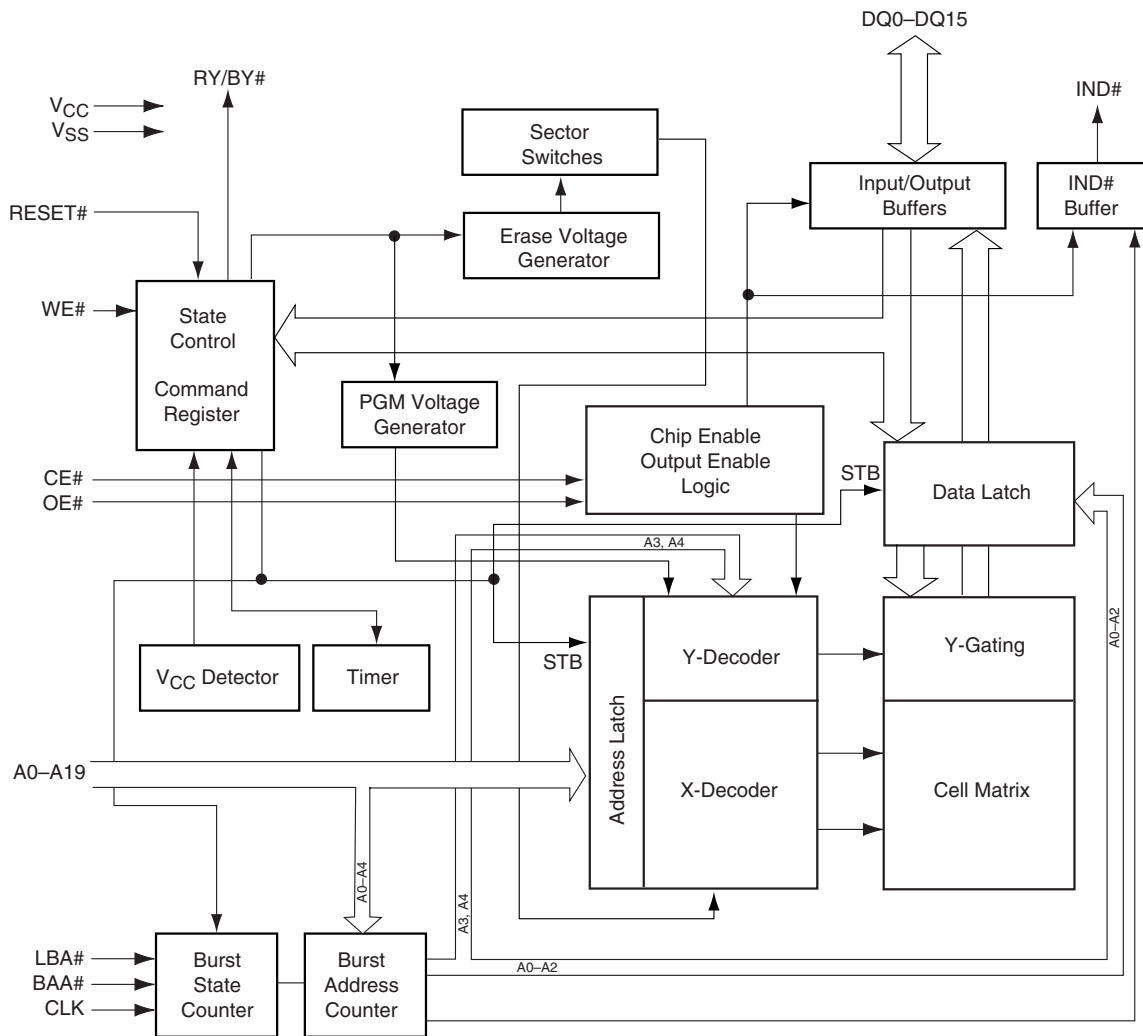 DQ0–DQ15
RY/BY#
IND#
VCC
VSS
Sector
Switches
Input/Output
Buffers
IND#
Buffer
RESET#
Erase Voltage
Generator
WE#
State
Control
Command
Register
PGM Voltage
Generator
Chip Enable
Output Enable
Logic
CE#
OE#
STB
Data Latch
A3, A4
STB
Y-Decoder
Y-Gating
A0–A2
VCC Detector
Timer
Address Latch
A0–A19
X-Decoder
Cell Matrix
A0–A4
A3, A4
LBA#
BAA#
CLK
Burst
State
Counter
Burst
Address
Counter
A0–A2